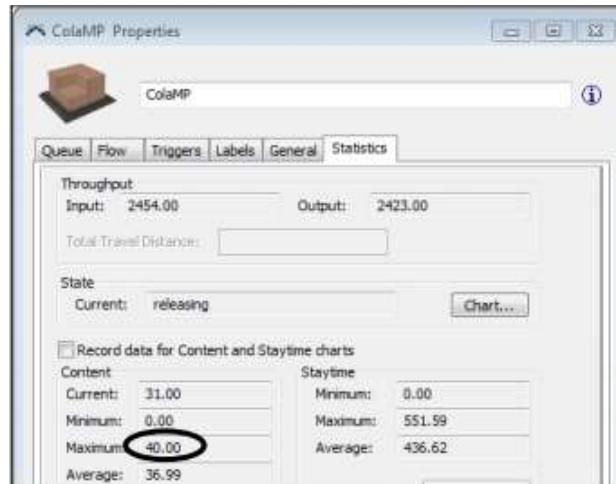 ColaMP Properties
ColaMP
Queue Flow Triggers Labels General Statistics
Throughput
Input: 2454.00 Output: 2423.00
Total Travel Distance:
State
Current: releasing Chart...
Record data for Content and Staytime charts
Content Staytime
Current: 31.00 Minimum: 0.00
Minimum: 0.00 Maximum: 551.59
Maximum: 40.00 Average: 436.62
Average: 36.99